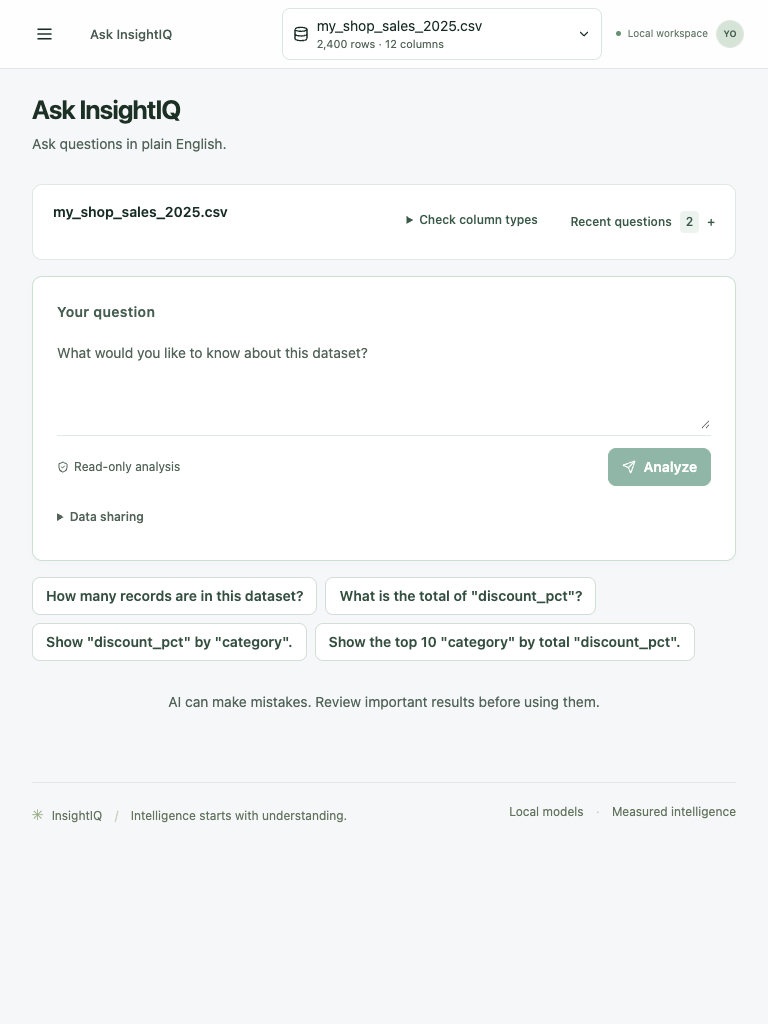 Ask InsightIQ
my_shop_sales_2025.csv
2,400 rows · 12 columns
Local workspace
YO
Ask InsightIQ
Ask questions in plain English.
my_shop_sales_2025.csv
Check column types
Recent questions 2 +
Your question
What would you like to know about this dataset?
Read-only analysis
Analyze
Data sharing
How many records are in this dataset?
What is the total of "discount_pct"?
Show "discount_pct" by "category".
Show the top 10 "category" by total "discount_pct".
AI can make mistakes. Review important results before using them.
InsightIQ / Intelligence starts with understanding.
Local models · Measured intelligence